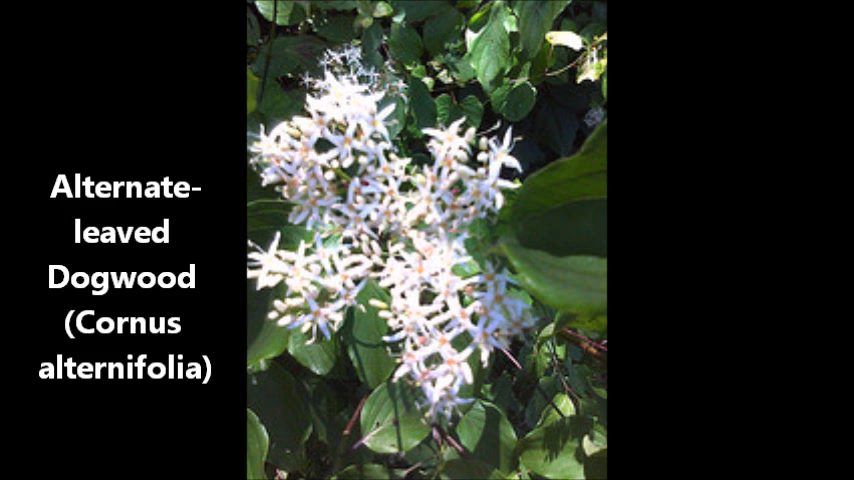 Alternate-
leaved
Dogwood
(Cornus
alternifolia)